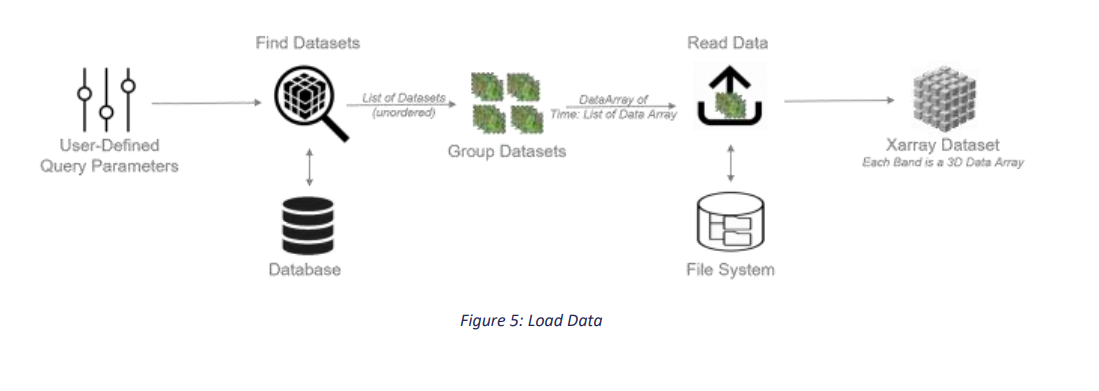 Find Datasets
Read Data
List of Datasets
(unordered)
DataArray of
Time: List of Data Array
User-Defined
Query Parameters
Group Datasets
Xarray Dataset
Each Band is a 3D Data Array
Database
File System
Figure 5: Load Data